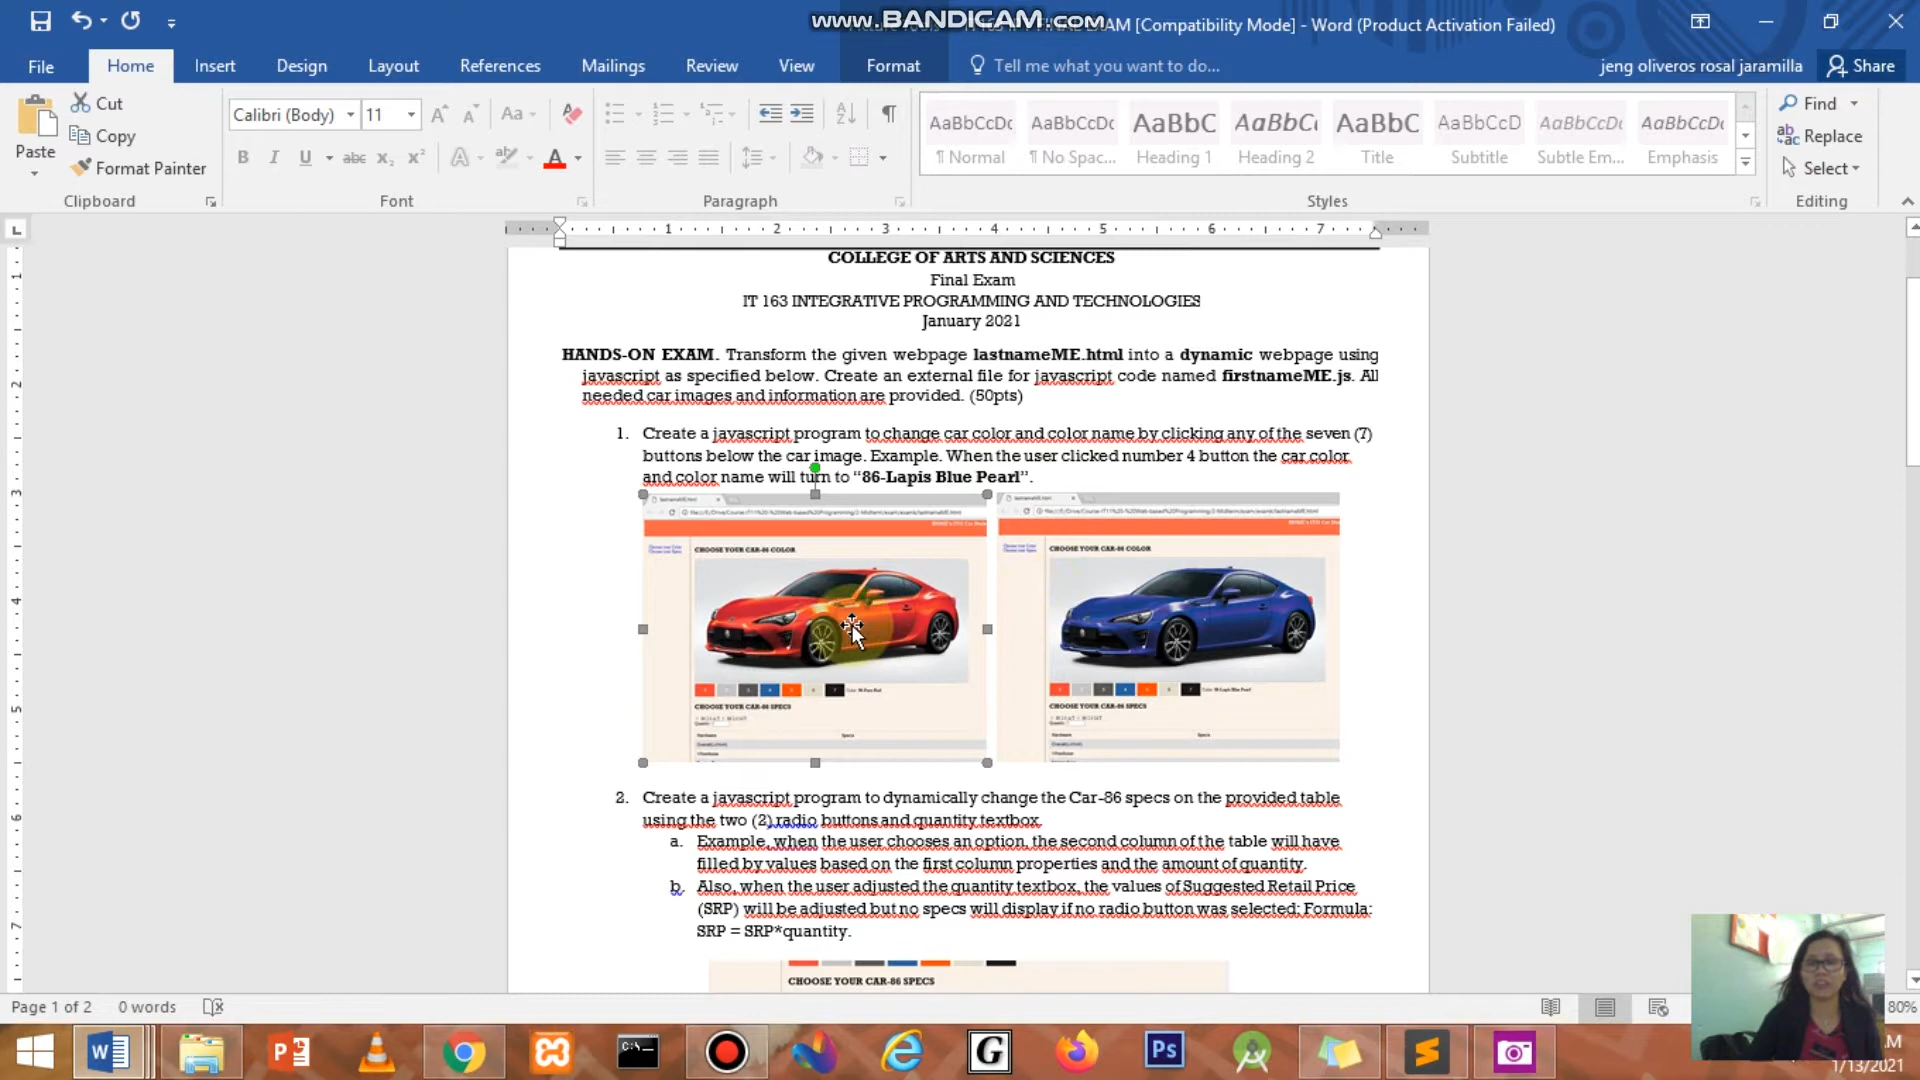 www.BANDICAM.com
AM [Compatibility Mode] - Word (Product Activation Failed)
File
Home
Insert
Design
Layout
References
Mailings
Review
View
Format
Tell me what you want to do...
jeng oliveros rosal jaramilla
Share
Paste
Cut
Copy
Format Painter
Clipboard
Calibri (Body)
11
Font
Paragraph
AaBbCcDc
¶ Normal
AaBbCcDc
¶ No Spac...
AaBbC
Heading 1
AaBbCc
Heading 2
AaBbC
Title
AaBbCcD
Subtitle
AaBbCcDc
Subtle Em...
AaBbCcDc
Emphasis
Styles
Find
Replace
Select
Editing
COLLEGE OF ARTS AND SCIENCES
Final Exam
IT 163 INTEGRATIVE PROGRAMMING AND TECHNOLOGIES
January 2021
HANDS-ON EXAM. Transform the given webpage lastnameME.html into a dynamic webpage using
javascript as specified below. Create an external file for javascript code named firstnameME.js. All
needed car images and information are provided. (50pts)
1. Create a javascript program to change car color and color name by clicking any of the seven (7)
buttons below the car image. Example. When the user clicked number 4 button the car color
and color name will turn to “86-Lapis Blue Pearl”.
CHOOSE YOUR CAR-86 COLOR
CHOOSE YOUR CAR-86 SPECS
CHOOSE YOUR CAR-86 COLOR
CHOOSE YOUR CAR-86 SPECS
2. Create a javascript program to dynamically change the Car-86 specs on the provided table
using the two (2) radio buttons and quantity textbox.
a. Example, when the user chooses an option, the second column of the table will have
filled by values based on the first column properties and the amount of quantity.
b. Also, when the user adjusted the quantity textbox, the values of Suggested Retail Price
(SRP) will be adjusted but no specs will display if no radio button was selected; Formula:
SRP = SRP*quantity.
CHOOSE YOUR CAR-86 SPECS
Page 1 of 2
0 words
80%
1/13/2021